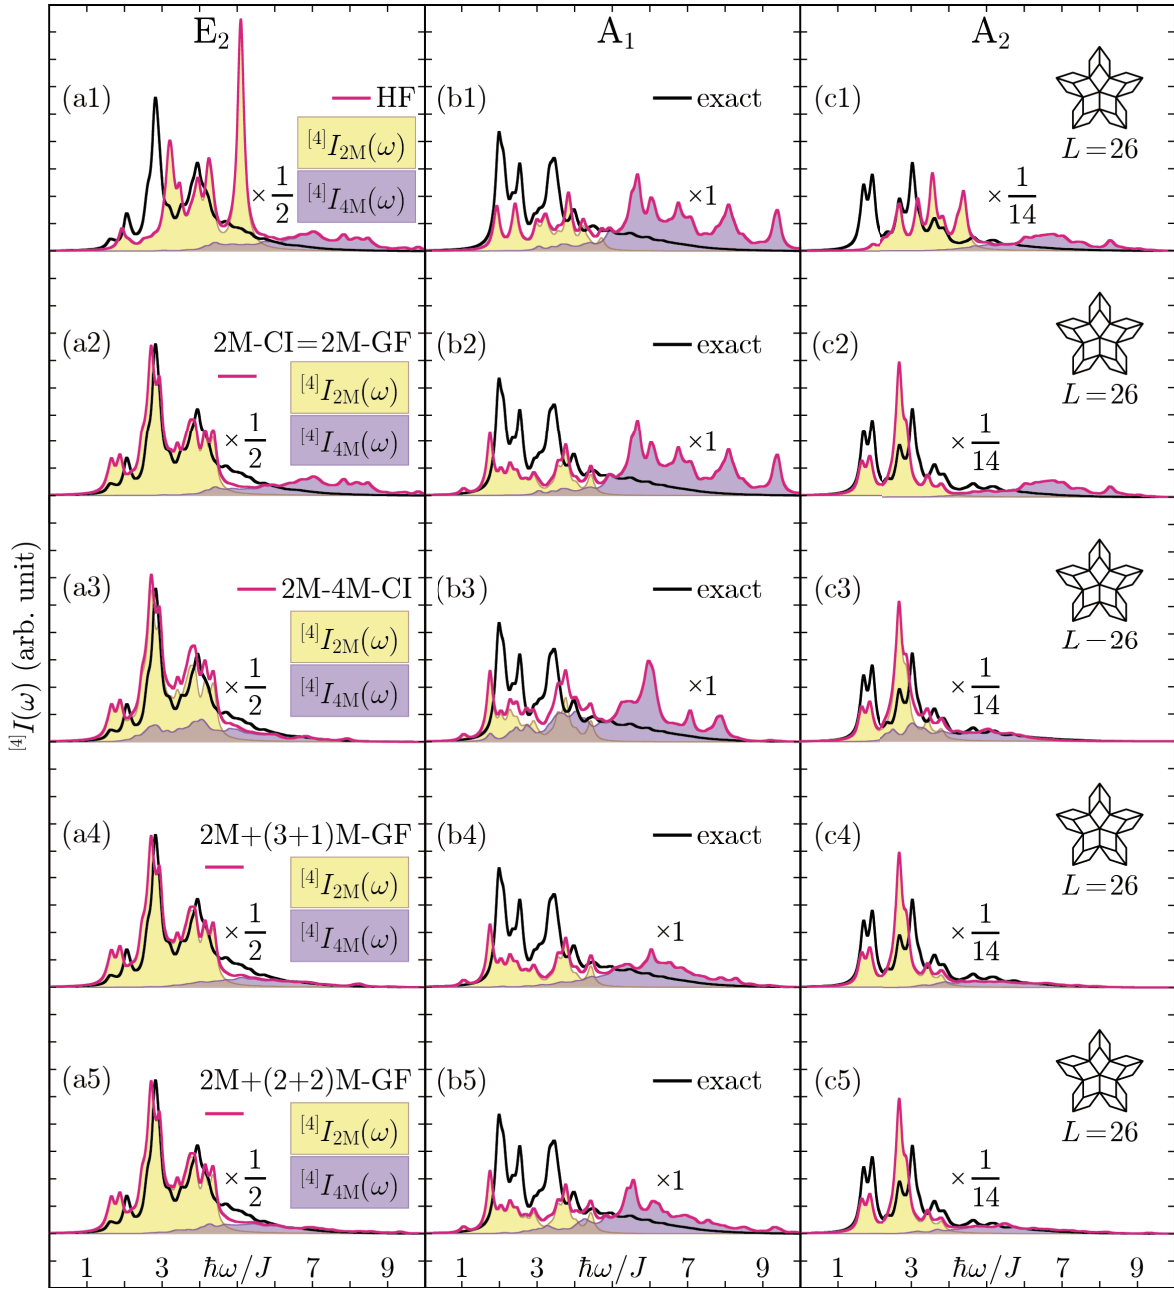 E₂ A₁ A₂
(a1) HF (b1) exact (c1)
[4]I2M(ω)
[4]I4M(ω)
× 1/2 ×1 × 1/14
L=26
(a2) 2M-CI=2M-GF (b2) exact (c2)
[4]I2M(ω)
[4]I4M(ω)
× 1/2 ×1 × 1/14
L=26
(a3) 2M-4M-CI (b3) exact (c3)
[4]I2M(ω)
[4]I4M(ω)
× 1/2 ×1 × 1/14
L−26
(a4) 2M+(3+1)M-GF (b4) exact (c4)
[4]I2M(ω)
[4]I4M(ω)
× 1/2 ×1 × 1/14
L=26
(a5) 2M+(2+2)M-GF (b5) exact (c5)
[4]I2M(ω)
[4]I4M(ω)
× 1/2 ×1 × 1/14
L=26
[4]I(ω) (arb. unit)
1 3 ħω/J 7 9 1 3 ħω/J 7 9 3 ħω/J 7